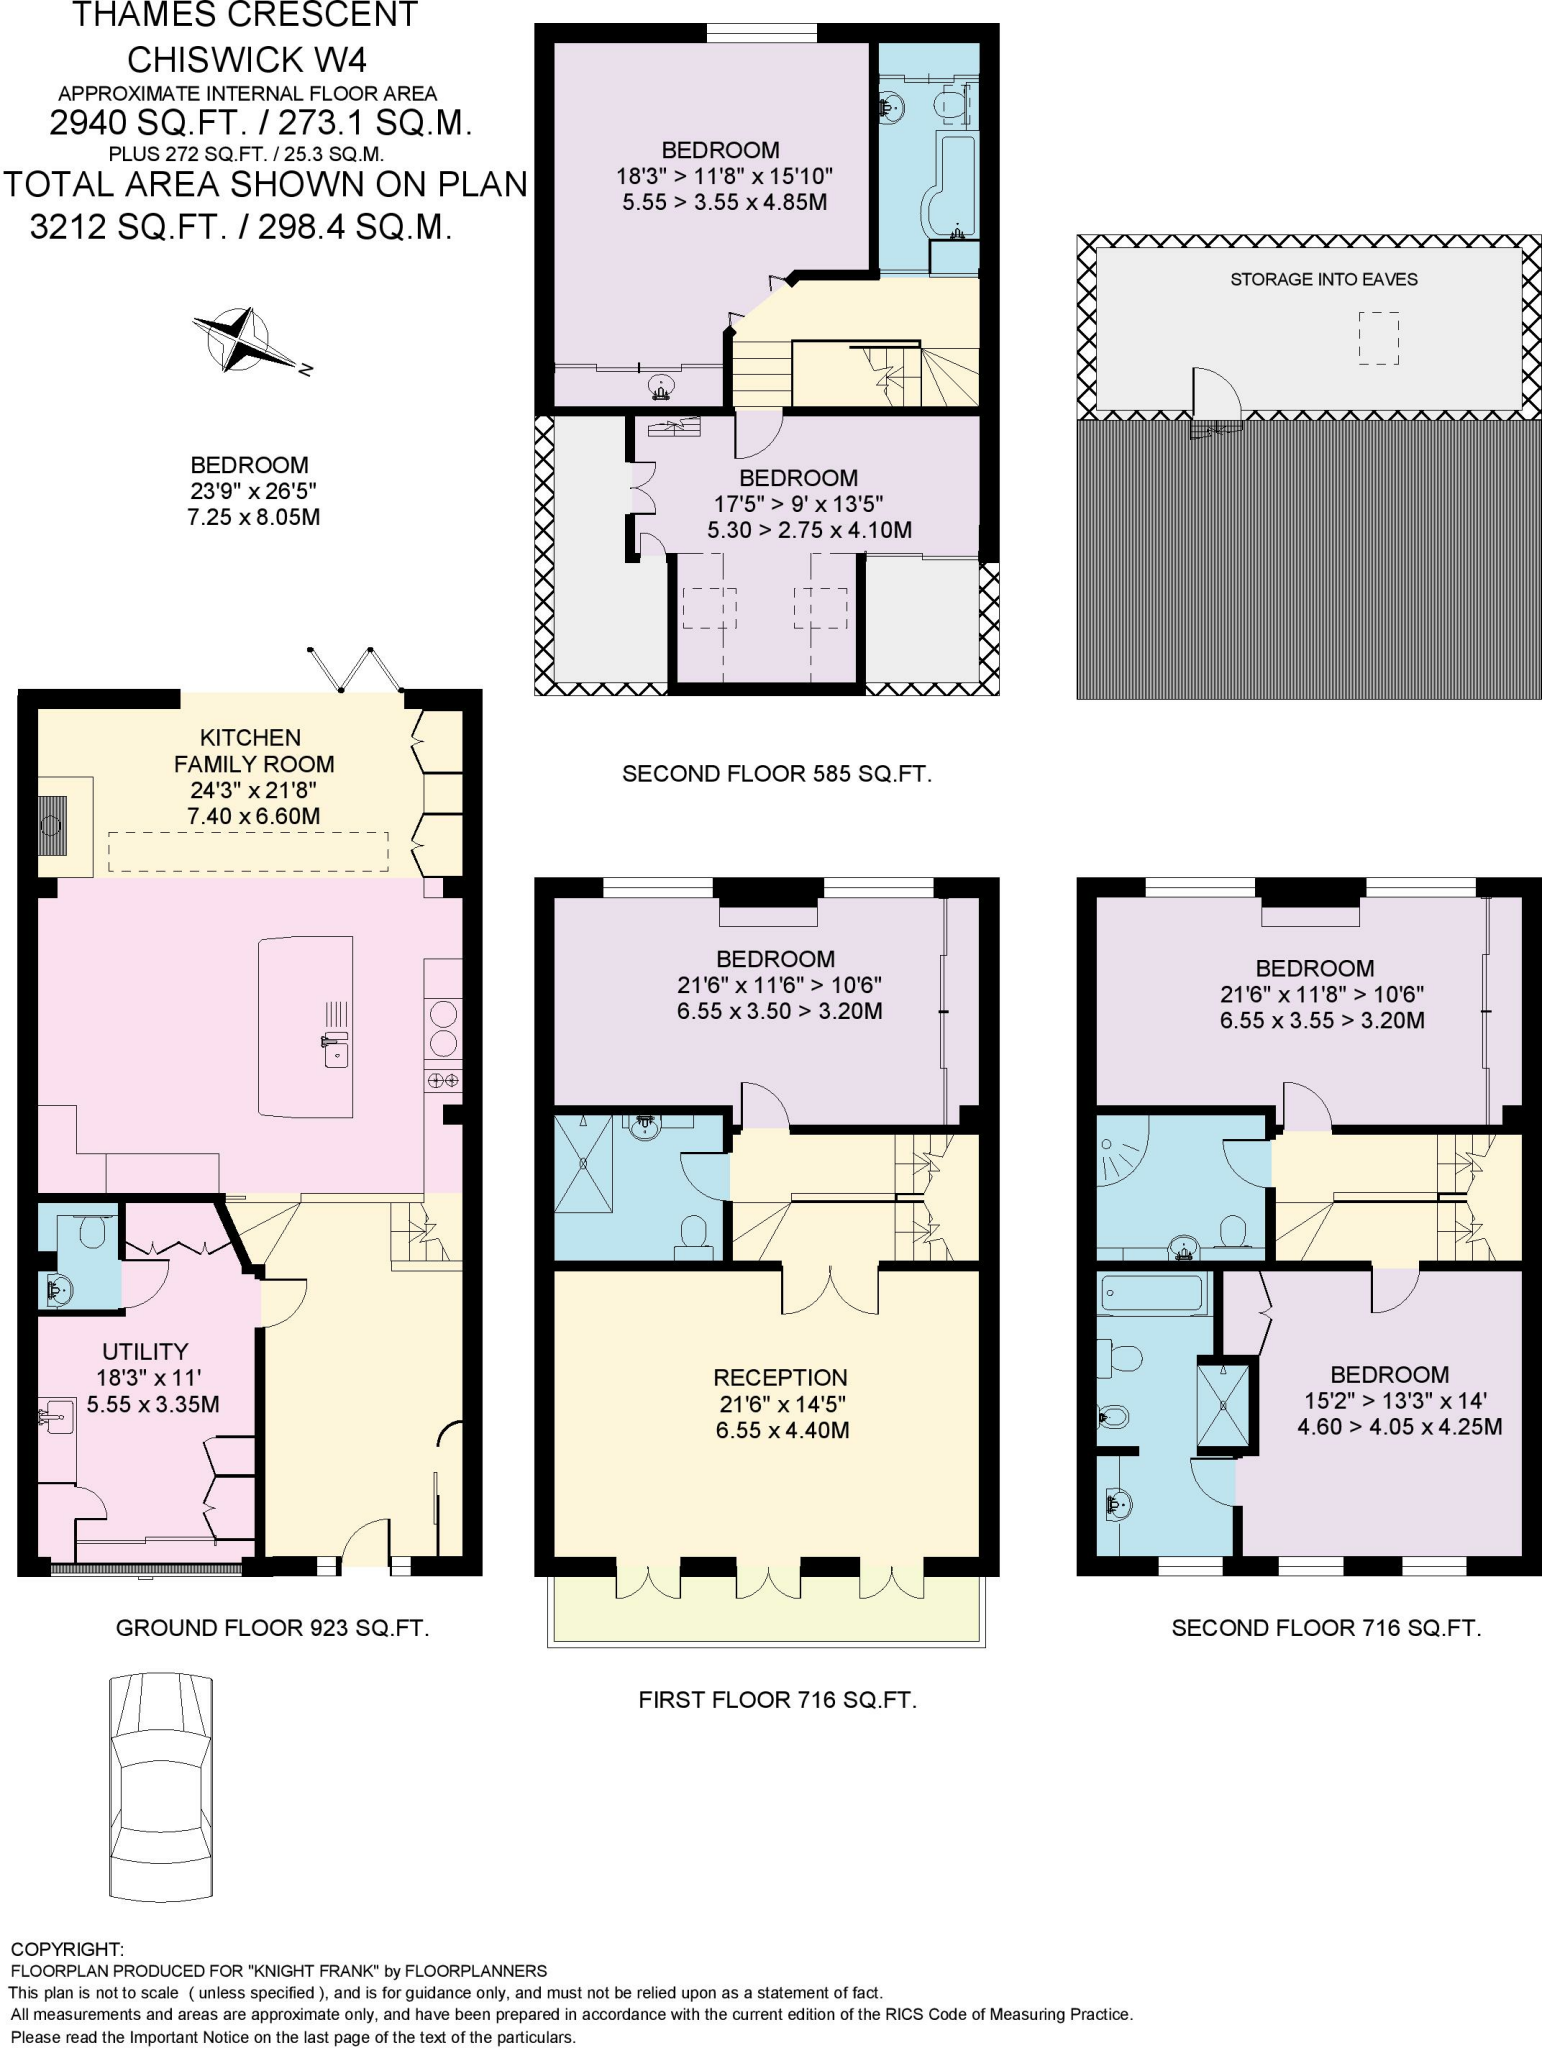 THAMES CRESCENT
CHISWICK W4
APPROXIMATE INTERNAL FLOOR AREA
2940 SQ.FT. / 273.1 SQ.M.
PLUS 272 SQ.FT. / 25.3 SQ.M.
TOTAL AREA SHOWN ON PLAN
3212 SQ.FT. / 298.4 SQ.M.
N
BEDROOM
23'9" x 26'5"
7.25 x 8.05M
BEDROOM
18'3" > 11'8" x 15'10"
5.55 > 3.55 x 4.85M
BEDROOM
17'5" > 9' x 13'5"
5.30 > 2.75 x 4.10M
SECOND FLOOR 585 SQ.FT.
STORAGE INTO EAVES
KITCHEN
FAMILY ROOM
24'3" x 21'8"
7.40 x 6.60M
UTILITY
18'3" x 11'
5.55 x 3.35M
GROUND FLOOR 923 SQ.FT.
BEDROOM
21'6" x 11'6" > 10'6"
6.55 x 3.50 > 3.20M
RECEPTION
21'6" x 14'5"
6.55 x 4.40M
FIRST FLOOR 716 SQ.FT.
BEDROOM
21'6" x 11'8" > 10'6"
6.55 x 3.55 > 3.20M
BEDROOM
15'2" > 13'3" x 14'
4.60 > 4.05 x 4.25M
SECOND FLOOR 716 SQ.FT.
COPYRIGHT:
FLOORPLAN PRODUCED FOR "KNIGHT FRANK" by FLOORPLANNERS
This plan is not to scale ( unless specified ), and is for guidance only, and must not be relied upon as a statement of fact.
All measurements and areas are approximate only, and have been prepared in accordance with the current edition of the RICS Code of Measuring Practice.
Please read the Important Notice on the last page of the text of the particulars.